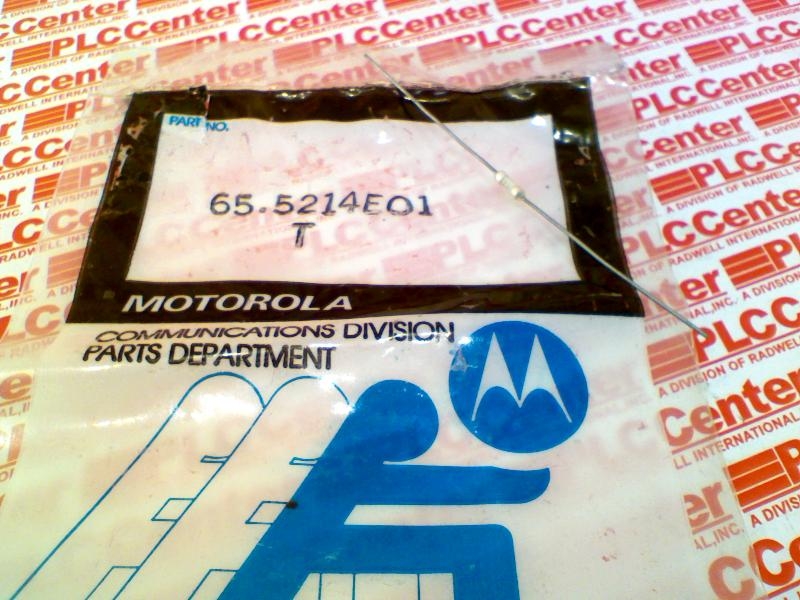 PART NO.
65.5214E01
T
MOTOROLA
COMMUNICATIONS DIVISION
PARTS DEPARTMENT
PLCCenter
A DIVISION OF RADWELL INTERNATIONAL, INC.